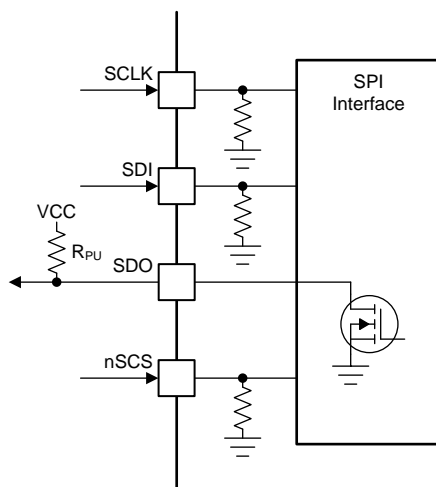 SCLK
SPI
Interface
SDI
VCC
RPU
SDO
nSCS